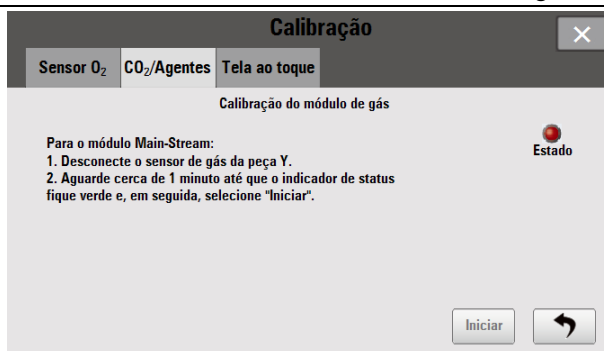 Calibração
Sensor O₂ CO₂/Agentes Tela ao toque
Calibração do módulo de gás
Para o módulo Main-Stream:
1. Desconecte o sensor de gás da peça Y.
2. Aguarde cerca de 1 minuto até que o indicador de status
fique verde e, em seguida, selecione "Iniciar".
Estado
Iniciar